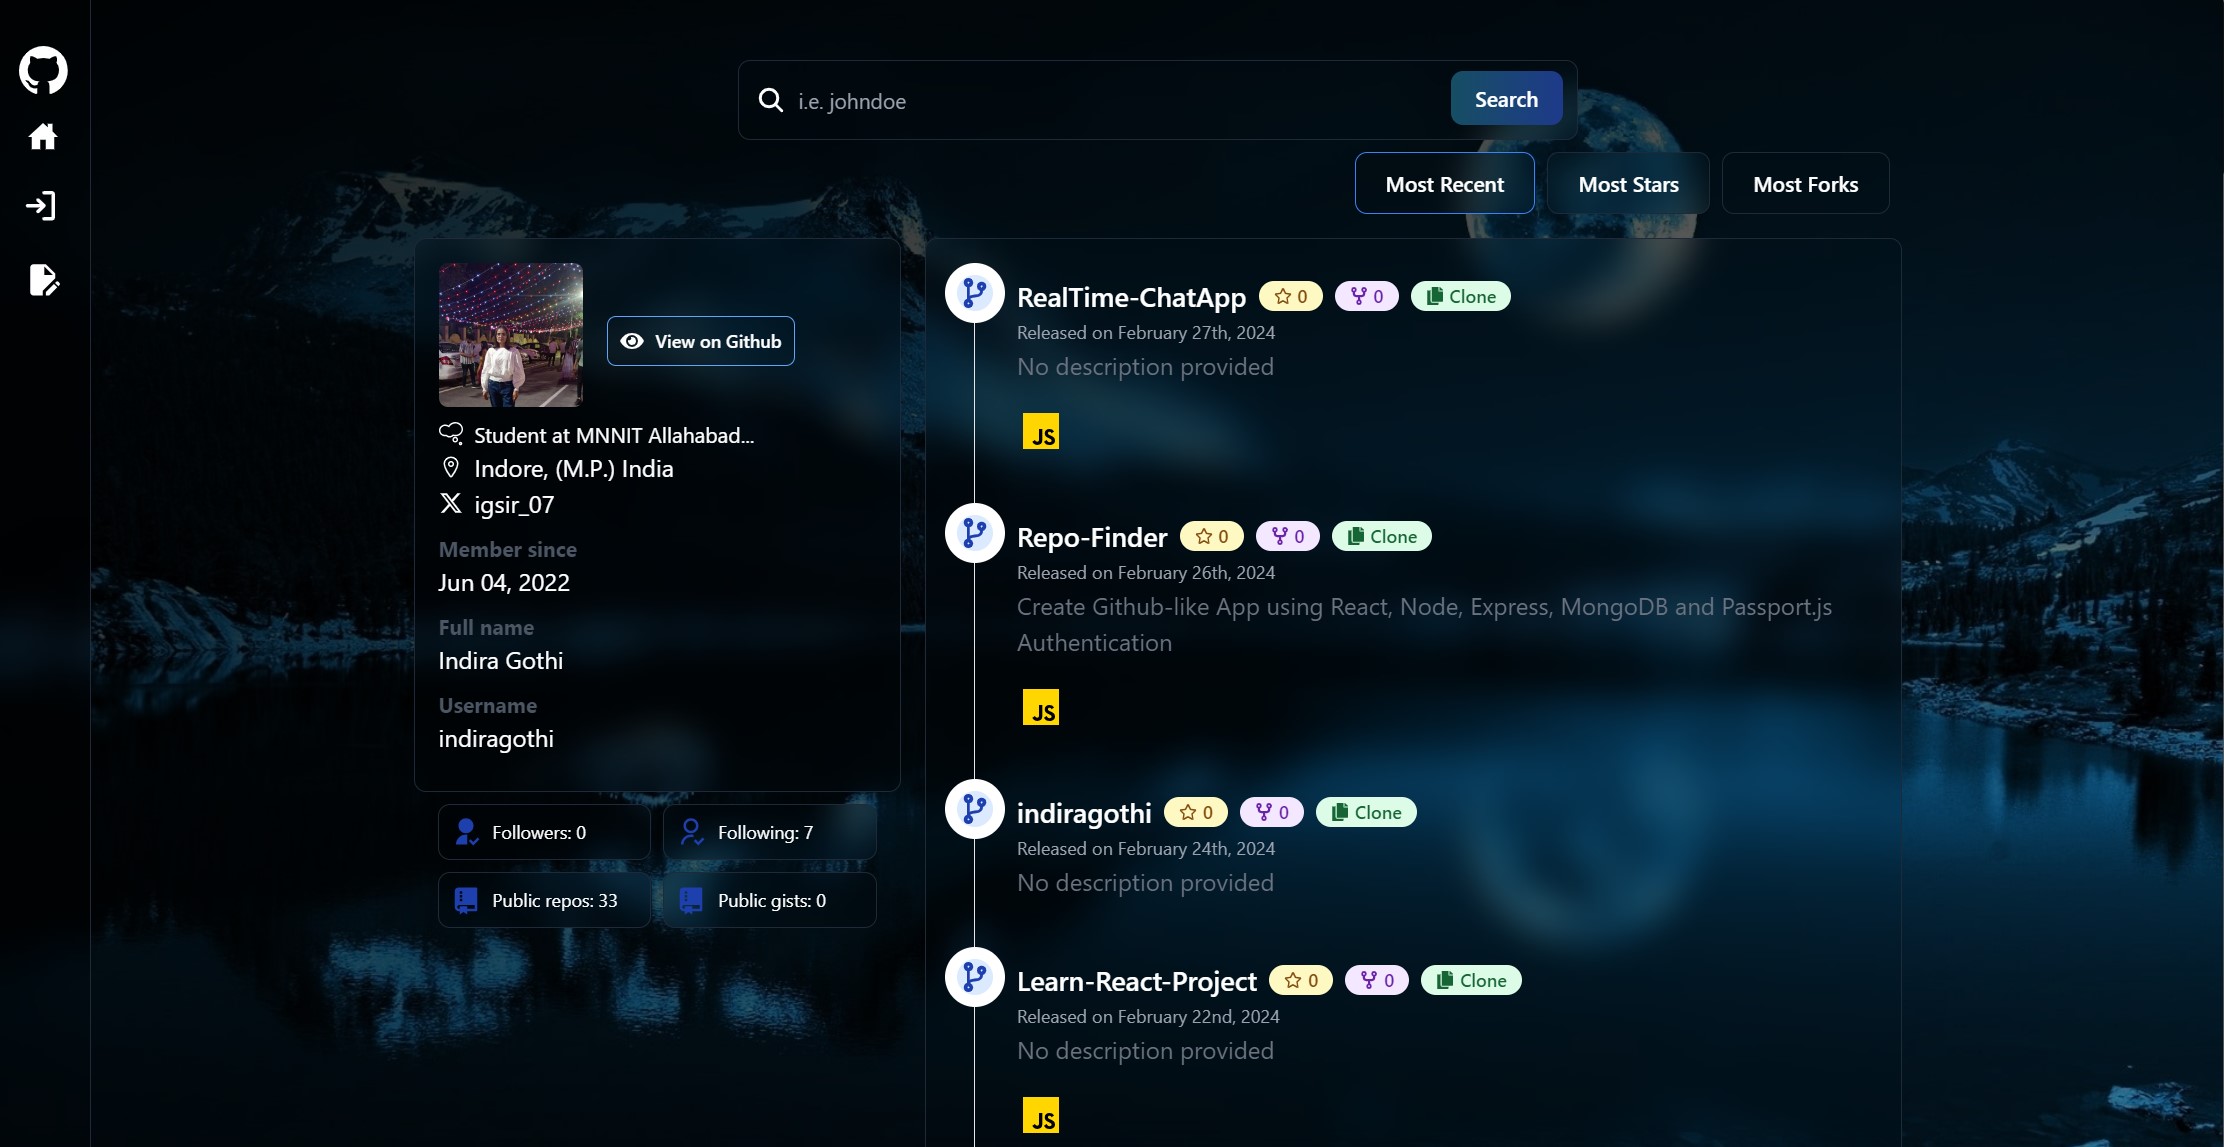 i.e. johndoe
Search
Most Recent
Most Stars
Most Forks
View on Github
Student at MNNIT Allahabad...
Indore, (M.P.) India
igsir_07
Member since
Jun 04, 2022
Full name
Indira Gothi
Username
indiragothi
Followers: 0
Following: 7
Public repos: 33
Public gists: 0
RealTime-ChatApp 0 0 Clone
Released on February 27th, 2024
No description provided
JS
Repo-Finder 0 0 Clone
Released on February 26th, 2024
Create Github-like App using React, Node, Express, MongoDB and Passport.js
Authentication
JS
indiragothi 0 0 Clone
Released on February 24th, 2024
No description provided
Learn-React-Project 0 0 Clone
Released on February 22nd, 2024
No description provided
JS